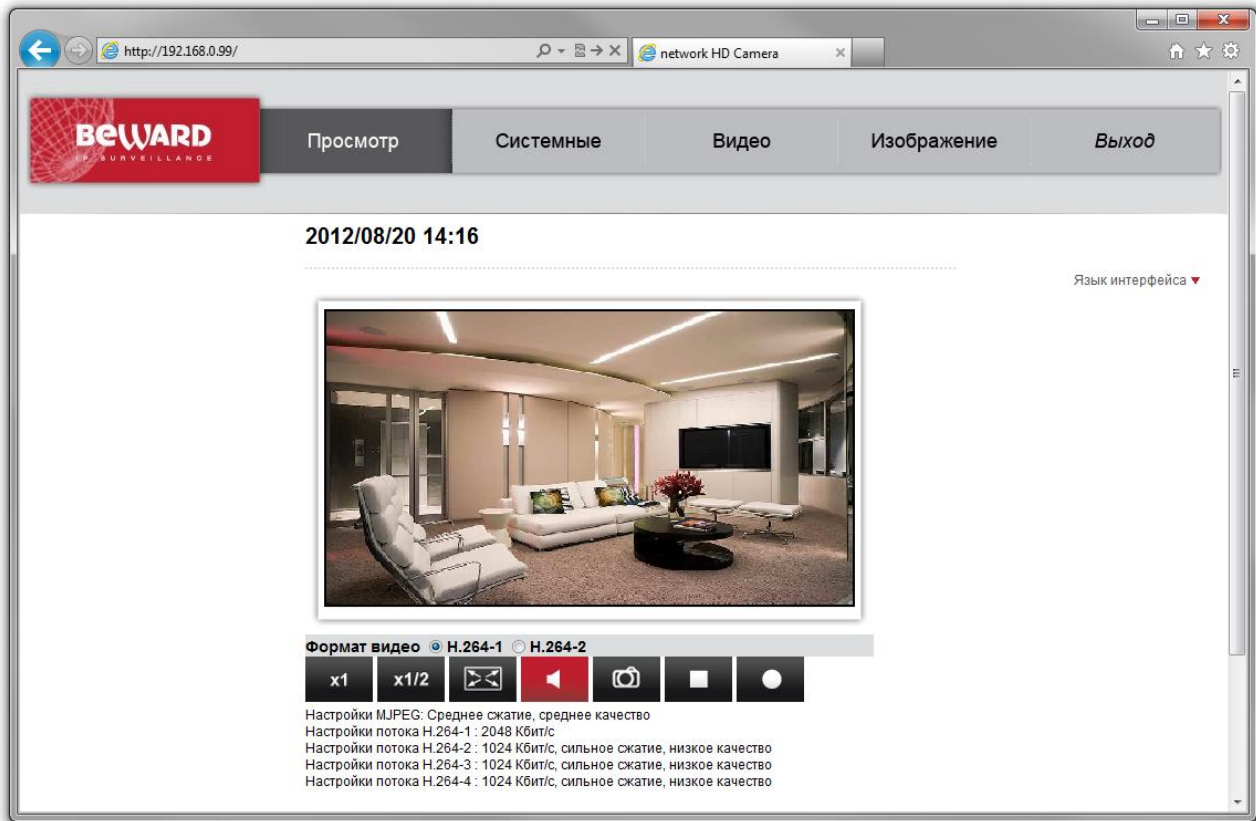 http://192.168.0.99/
network HD Camera
BEWARD
IP SURVEILLANCE
Просмотр
Системные
Видео
Изображение
Выход
2012/08/20 14:16
Язык интерфейса
Формат видео H.264-1 H.264-2
x1
x1/2
Настройки MJPEG: Среднее сжатие, среднее качество
Настройки потока H.264-1 : 2048 Кбит/с
Настройки потока H.264-2 : 1024 Кбит/с, сильное сжатие, низкое качество
Настройки потока H.264-3 : 1024 Кбит/с, сильное сжатие, низкое качество
Настройки потока H.264-4 : 1024 Кбит/с, сильное сжатие, низкое качество